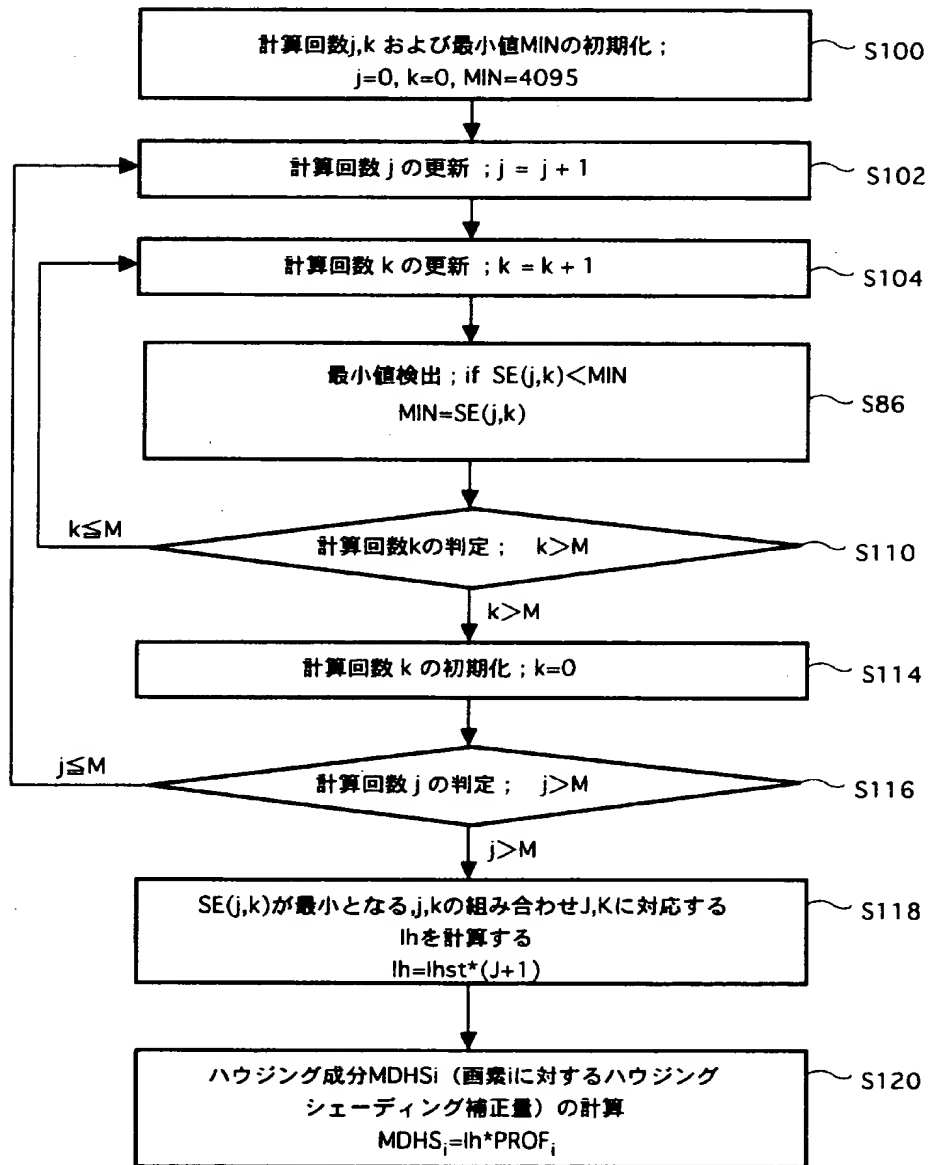 計算回数j,k および最小値MINの初期化 ;
j=0, k=0, MIN=4095
S100
計算回数 j の更新 ; j = j + 1
S102
計算回数 k の更新 ; k = k + 1
S104
最小値検出 ; if SE(j,k)<MIN
MIN=SE(j,k)
S86
k≦M
計算回数kの判定 ; k>M
S110
k>M
計算回数 k の初期化 ; k=0
S114
j≦M
計算回数 j の判定 ; j>M
S116
j>M
SE(j,k)が最小となる,j,kの組み合わせJ,Kに対応する
Ihを計算する
Ih=Ihst*(J+1)
S118
ハウジング成分MDHSi（画素iに対するハウジング
シェーディング補正量）の計算
MDHSi=Ih*PROFi
S120